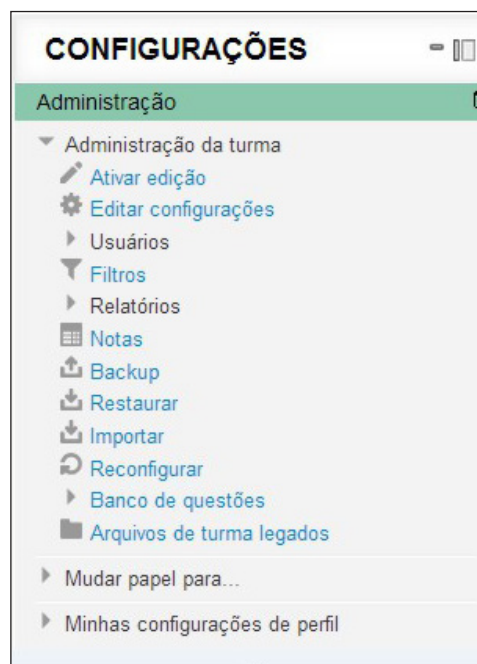 CONFIGURAÇÕES
Administração
Administração da turma
Ativar edição
Editar configurações
Usuários
Filtros
Relatórios
Notas
Backup
Restaurar
Importar
Reconfigurar
Banco de questões
Arquivos de turma legados
Mudar papel para...
Minhas configurações de perfil